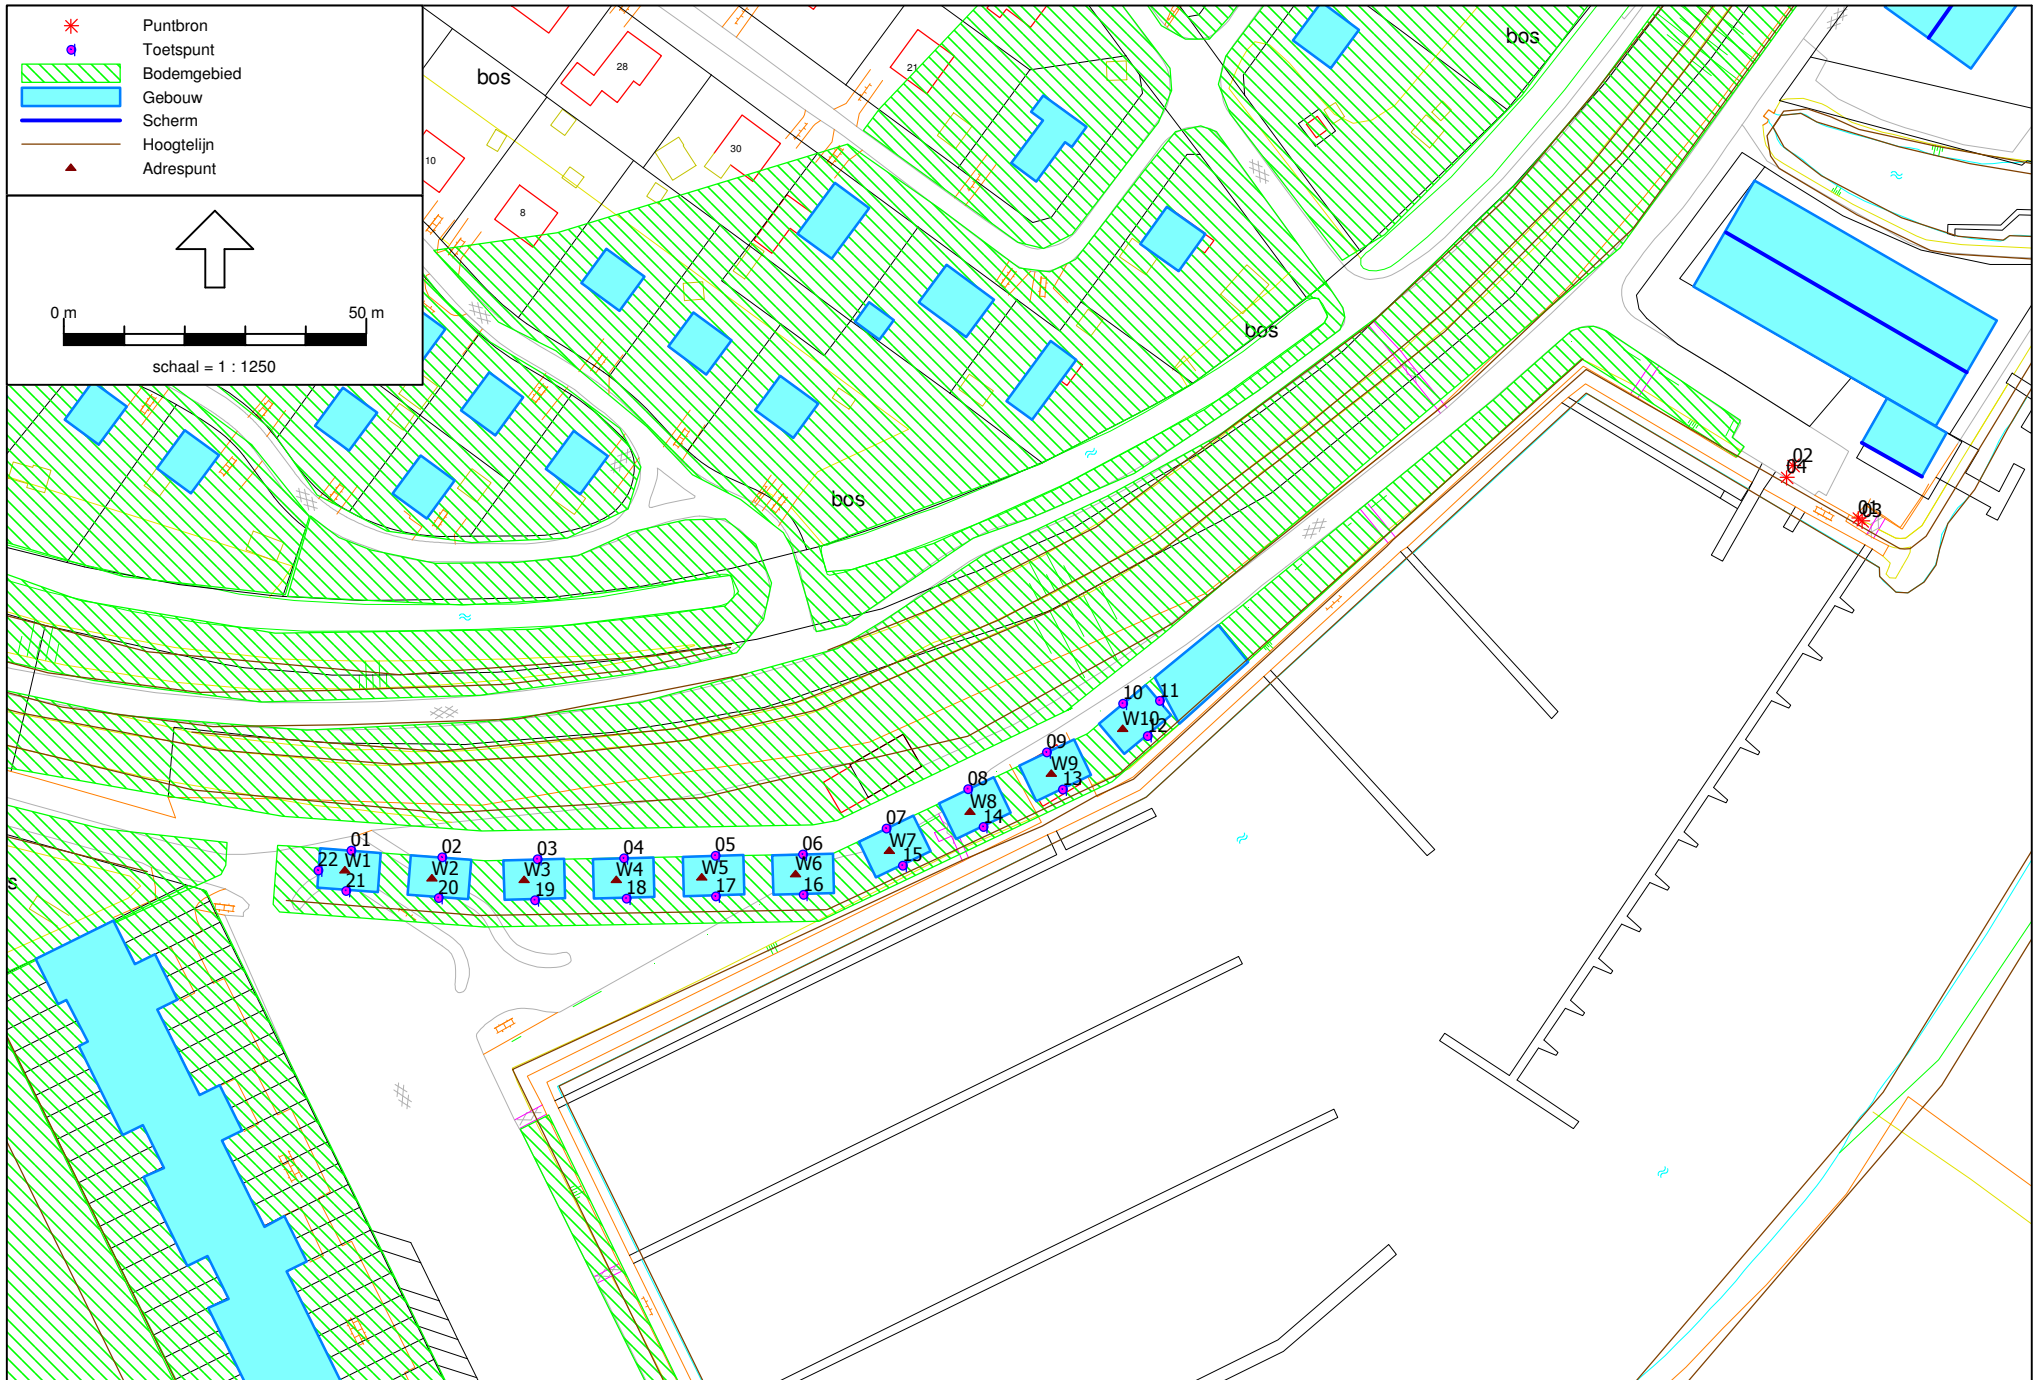 Puntbron
Toetspunt
Bodemgebied
Gebouw
Scherm
Hoogtelijn
Adrespunt
0 m
50 m
schaal = 1 : 1250
bos
28
21
bos
10
30
8
bos
bos
02
04
01
03
10
11
W10
12
09
W9
13
08
W8
14
07
W7
15
01
W1
22
21
02
W2
20
03
W3
19
04
W4
18
05
W5
17
06
W6
16
s